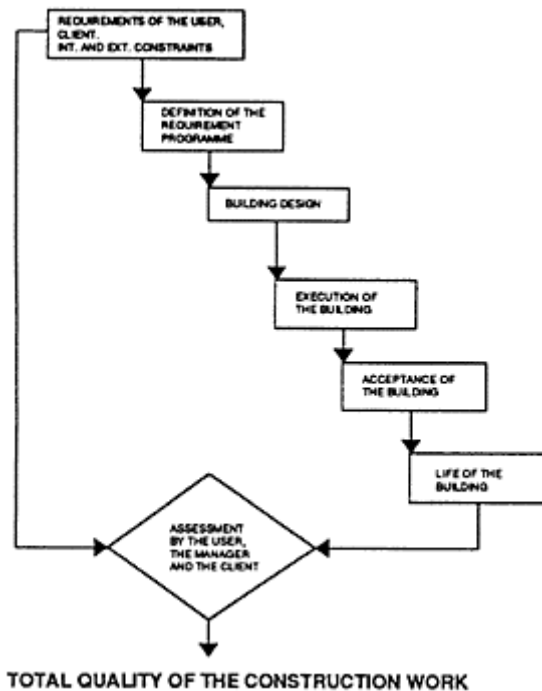 REQUIREMENTS OF THE USER,
CLIENT.
INT. AND EXT. CONSTRAINTS
DEFINITION OF THE
REQUIREMENT
PROGRAMME
BUILDING DESIGN
EXECUTION OF
THE BUILDING
ACCEPTANCE OF
THE BUILDING
LIFE OF THE
BUILDING
ASSESSMENT
BY THE USER,
THE MANAGER
AND THE CLIENT
TOTAL QUALITY OF THE CONSTRUCTION WORK